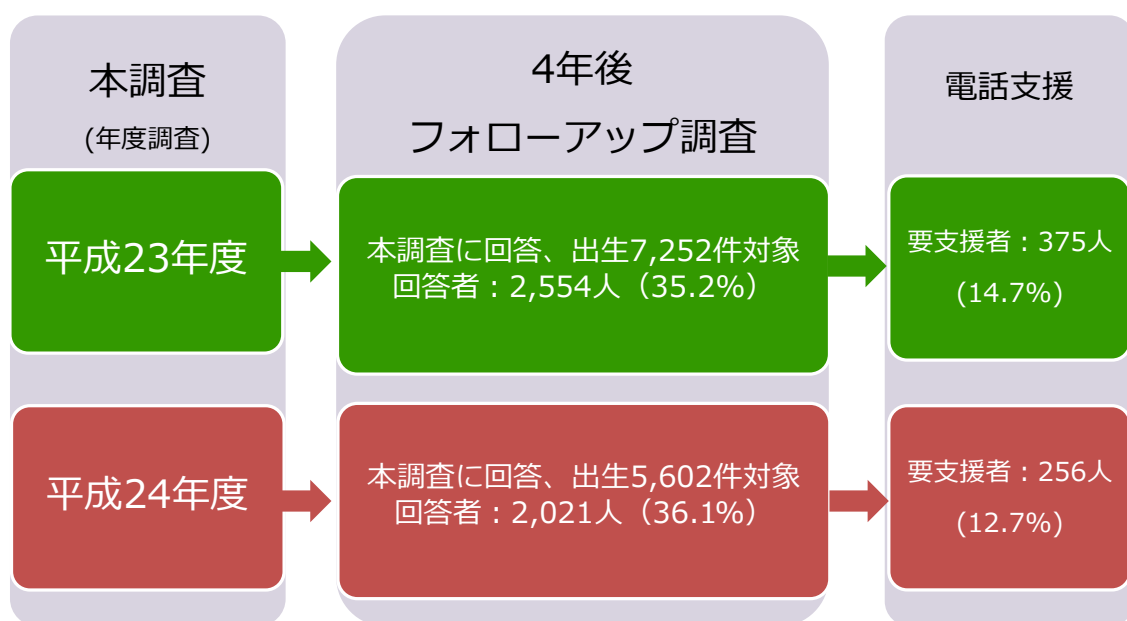 本調査
(年度調査)
4年後
フォローアップ調査
電話支援
平成23年度
本調査に回答、出生7,252件対象
回答者：2,554人（35.2%）
要支援者：375人
(14.7%)
平成24年度
本調査に回答、出生5,602件対象
回答者：2,021人（36.1%）
要支援者：256人
(12.7%)